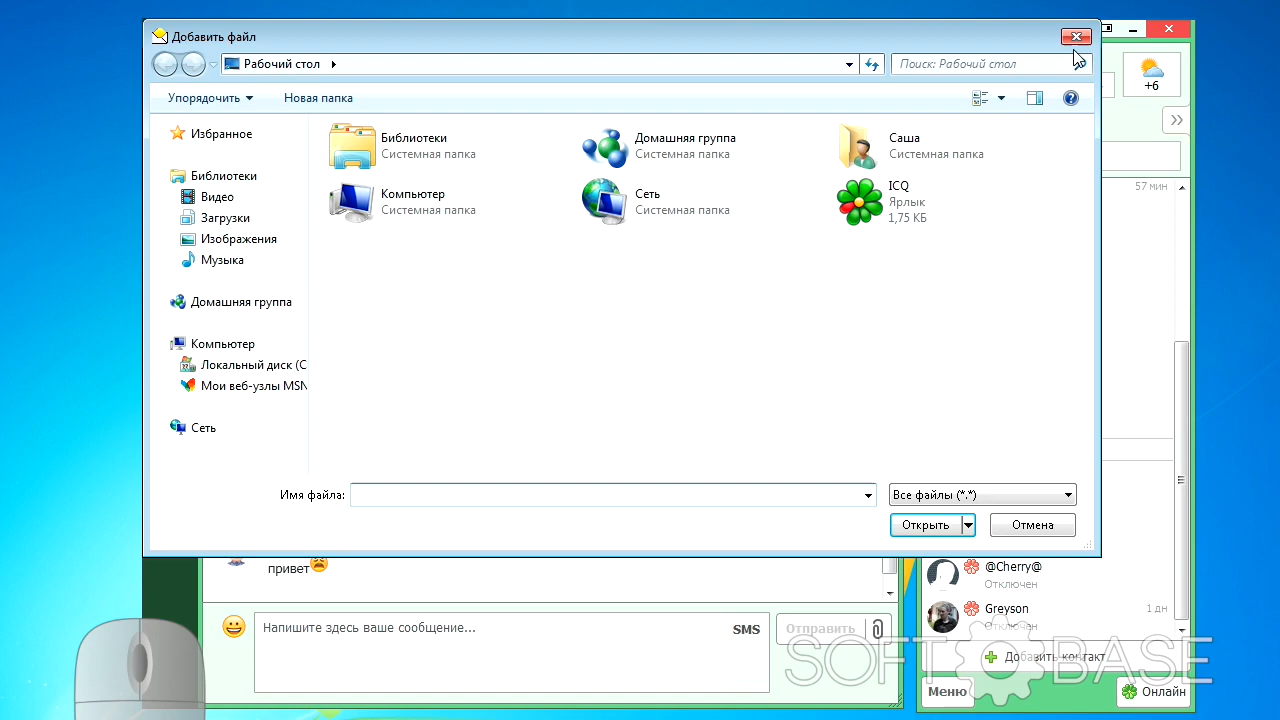 Добавить файл
Рабочий стол
Поиск: Рабочий стол
+6
Упорядочить
Новая папка
Избранное
Библиотеки
Видео
Загрузки
Изображения
Музыка
Домашняя группа
Компьютер
Локальный диск (C
Мои веб-узлы MSN
Сеть
Библиотеки
Системная папка
Домашняя группа
Системная папка
Саша
Системная папка
Компьютер
Системная папка
Сеть
Системная папка
ICQ
Ярлык
1,75 КБ
57 мин
Имя файла:
Все файлы (*.*)
Открыть
Отмена
привет
@Cherry@
Отключен
Greyson
1 дн
Отключен
Напишите здесь ваше сообщение...
SMS
Отправить
Добавить контакт
SOFT BASE
Меню
Онлайн